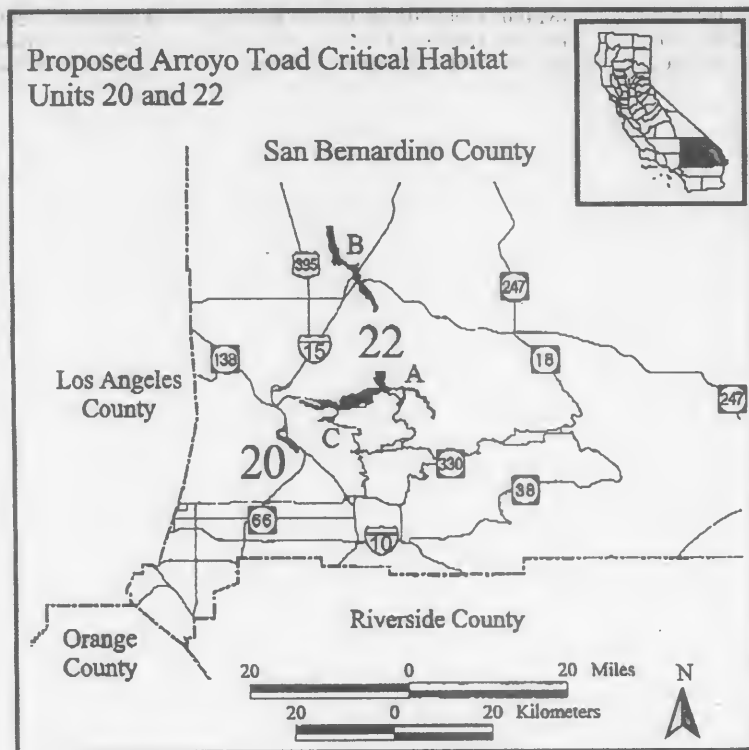 Proposed Arroyo Toad Critical Habitat
Units 20 and 22
San Bernardino County
B
395
247
15
22
138
18
A
Los Angeles
County
247
C
20
330
38
66
10
Riverside County
Orange
County
20 0 20 Miles
N
20 0 20 Kilometers